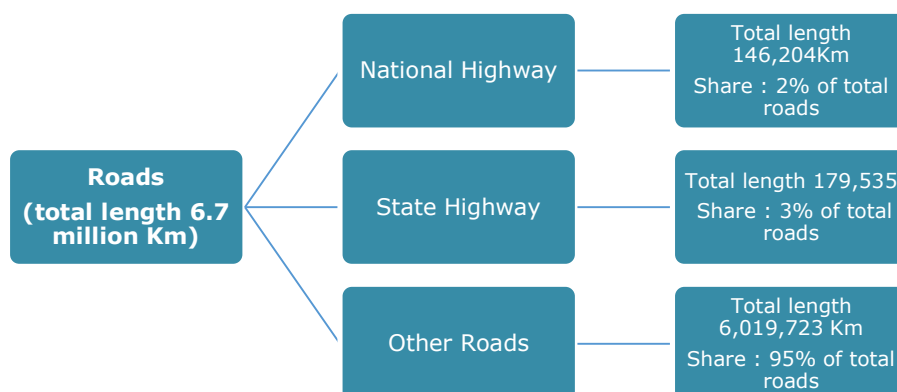 Roads
(total length 6.7
million Km)
National Highway
Total length
146,204Km
Share : 2% of total
roads
State Highway
Total length 179,535
Share : 3% of total
roads
Other Roads
Total length
6,019,723 Km
Share : 95% of total
roads